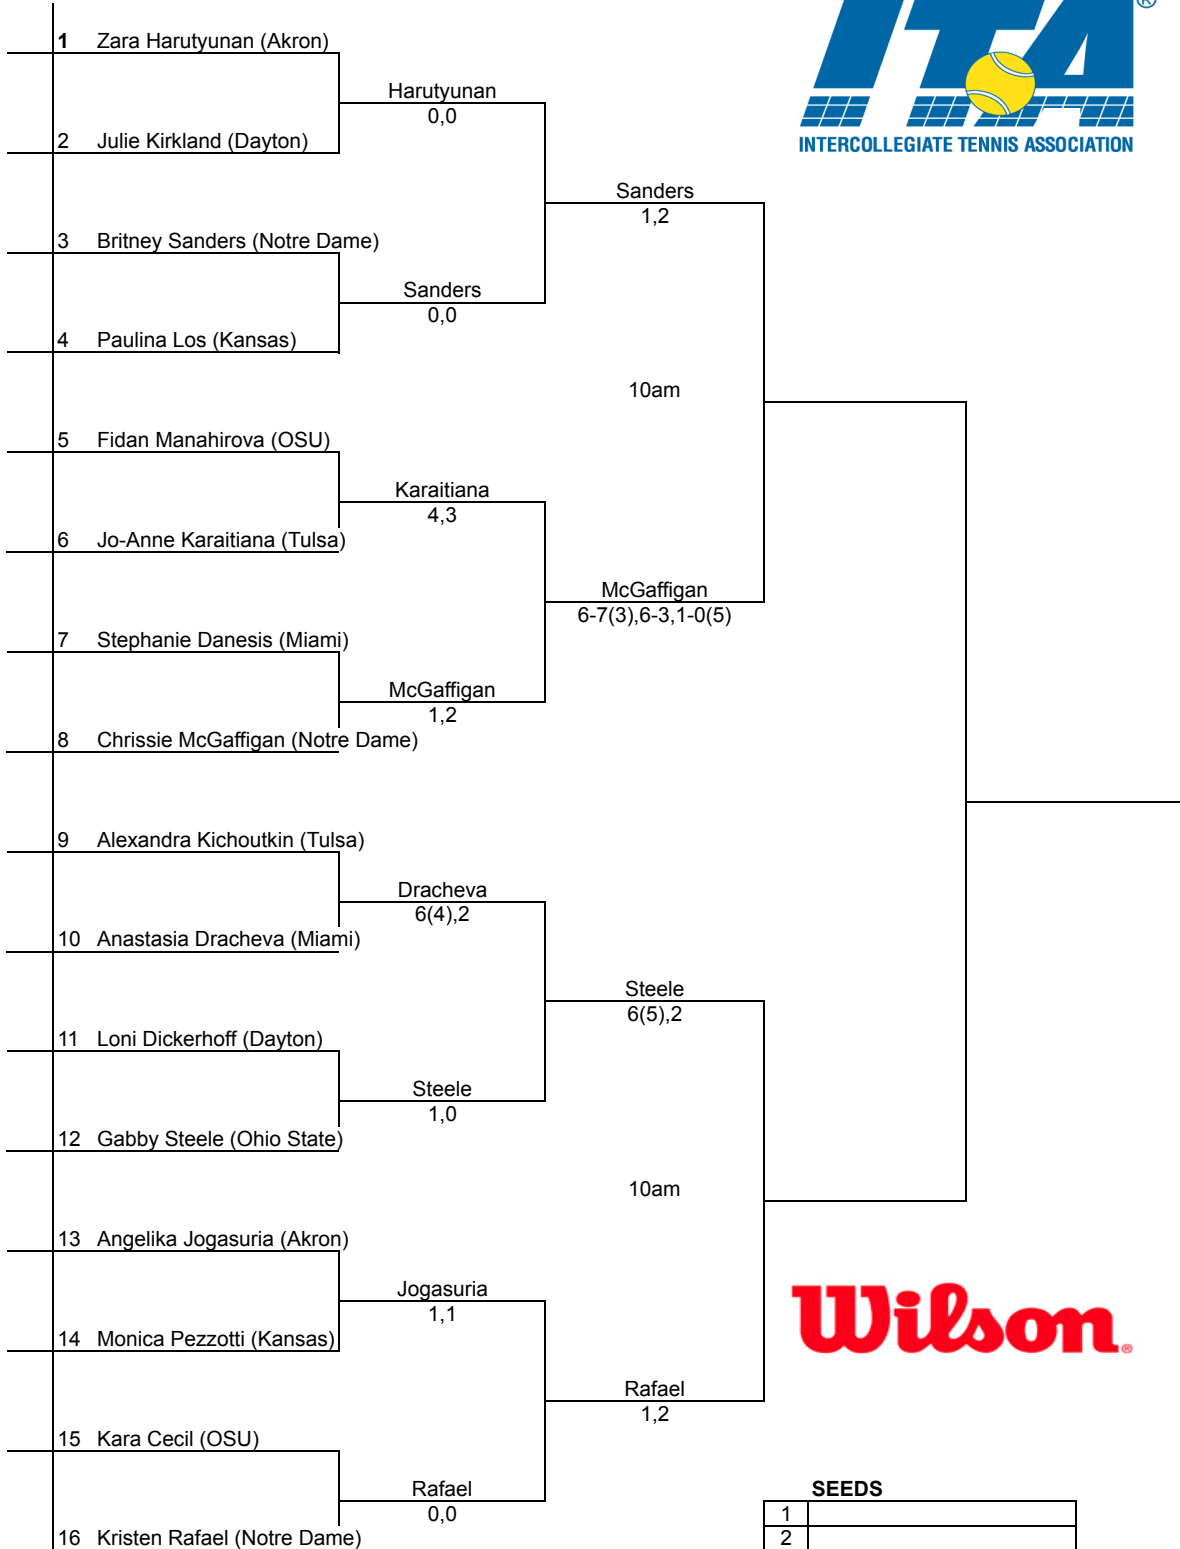 ®
INTERCOLLEGIATE TENNIS ASSOCIATION
ITA
1 Zara Harutyunan (Akron)
Harutyunan
0,0
2 Julie Kirkland (Dayton)
Sanders
1,2
3 Britney Sanders (Notre Dame)
Sanders
0,0
4 Paulina Los (Kansas)
10am
5 Fidan Manahirova (OSU)
Karaitiana
4,3
6 Jo-Anne Karaitiana (Tulsa)
McGaffigan
6-7(3),6-3,1-0(5)
7 Stephanie Danesis (Miami)
McGaffigan
1,2
8 Chrissie McGaffigan (Notre Dame)
9 Alexandra Kichoutkin (Tulsa)
Dracheva
6(4),2
10 Anastasia Dracheva (Miami)
Steele
6(5),2
11 Loni Dickerhoff (Dayton)
Steele
1,0
12 Gabby Steele (Ohio State)
10am
13 Angelika Jogasuria (Akron)
Jogasuria
1,1
14 Monica Pezzotti (Kansas)
Wilson®
Rafael
1,2
15 Kara Cecil (OSU)
Rafael
0,0
16 Kristen Rafael (Notre Dame)
SEEDS
1
2